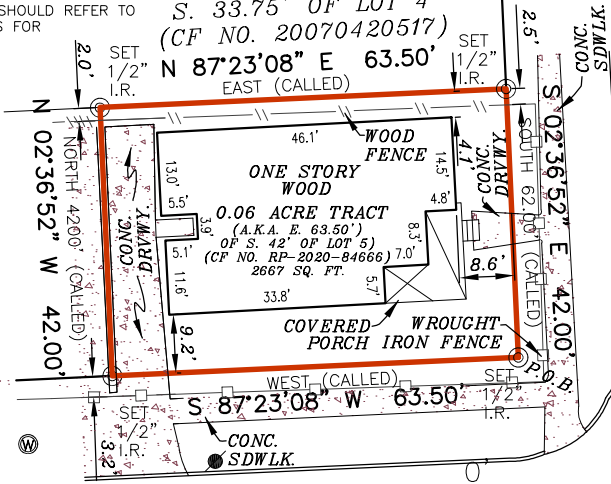 SHOULD REFER TO
S FOR
S. 33.75' OF LOT 4
(CF NO. 20070420517)
N 87°23'08" E 63.50'
EAST (CALLED)
2.0'
SET
1/2"
I.R.
SET
1/2"
I.R.
2.5'
CONC.
SDWLK
N 02°36'52" W 42.00'
NORTH 42.00' (CALLED)
CONC.
DRVWY.
46.1'
WOOD
FENCE
13.0'
5.5'
3.9'
5.1'
11.6'
ONE STORY
WOOD
0.06 ACRE TRACT
(A.K.A. E. 63.50')
OF S. 42' OF LOT 5)
(CF NO. RP-2020-84666)
2667 SQ. FT.
14.5'
4.1'
4.8'
8.3'
7.0'
5.7'
33.8'
CONC.
DRVWY.
8.6'
SOUTH 62.00' (CALLED)
S 02°36'52" E 42.00'
9.2'
COVERED
PORCH
WROUGHT
IRON FENCE
P.O.B.
WEST (CALLED)
S 87°23'08" W 63.50'
SET
1/2"
I.R.
SET
1/2"
I.R.
3.2'
CONC.
SDWLK.
W
0'